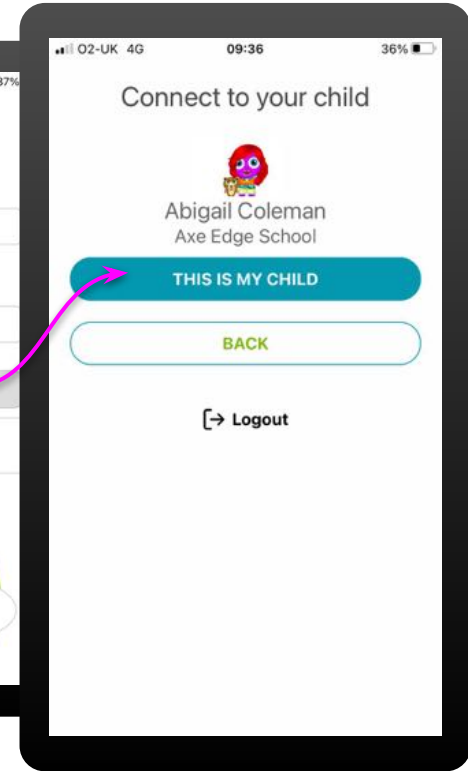 37%
O2-UK 4G 09:36 36%
Connect to your child
Abigail Coleman
Axe Edge School
THIS IS MY CHILD
BACK
Logout